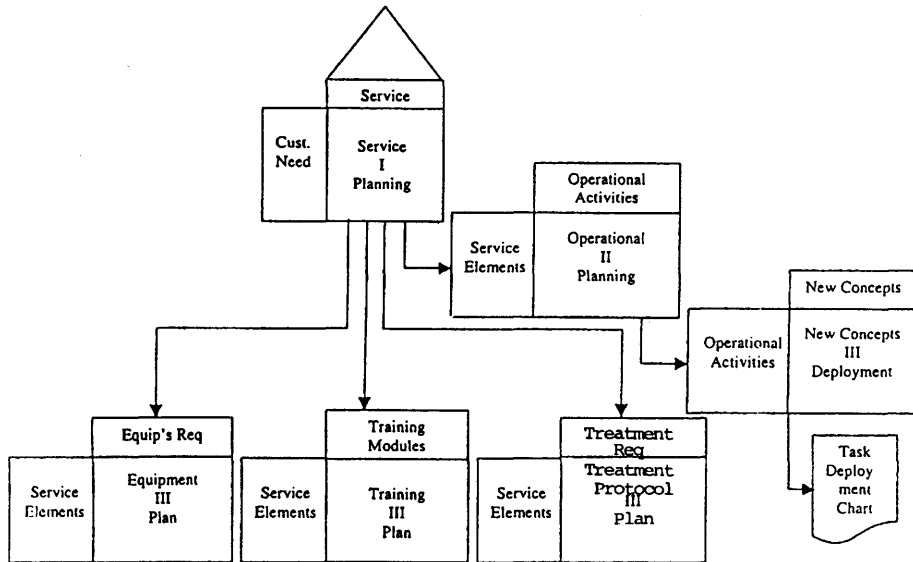 Service
Cust.
Need
Service
I
Planning
Operational
Activities
Service
Elements
Operational
II
Planning
New Concepts
Operational
Activities
New Concepts
III
Deployment
Equip's Req
Service
Elements
Equipment
III
Plan
Training
Modules
Service
Elements
Training
III
Plan
Treatment
Req
Service
Elements
Treatment
Protocol
III
Plan
Task
Deploy
ment
Chart